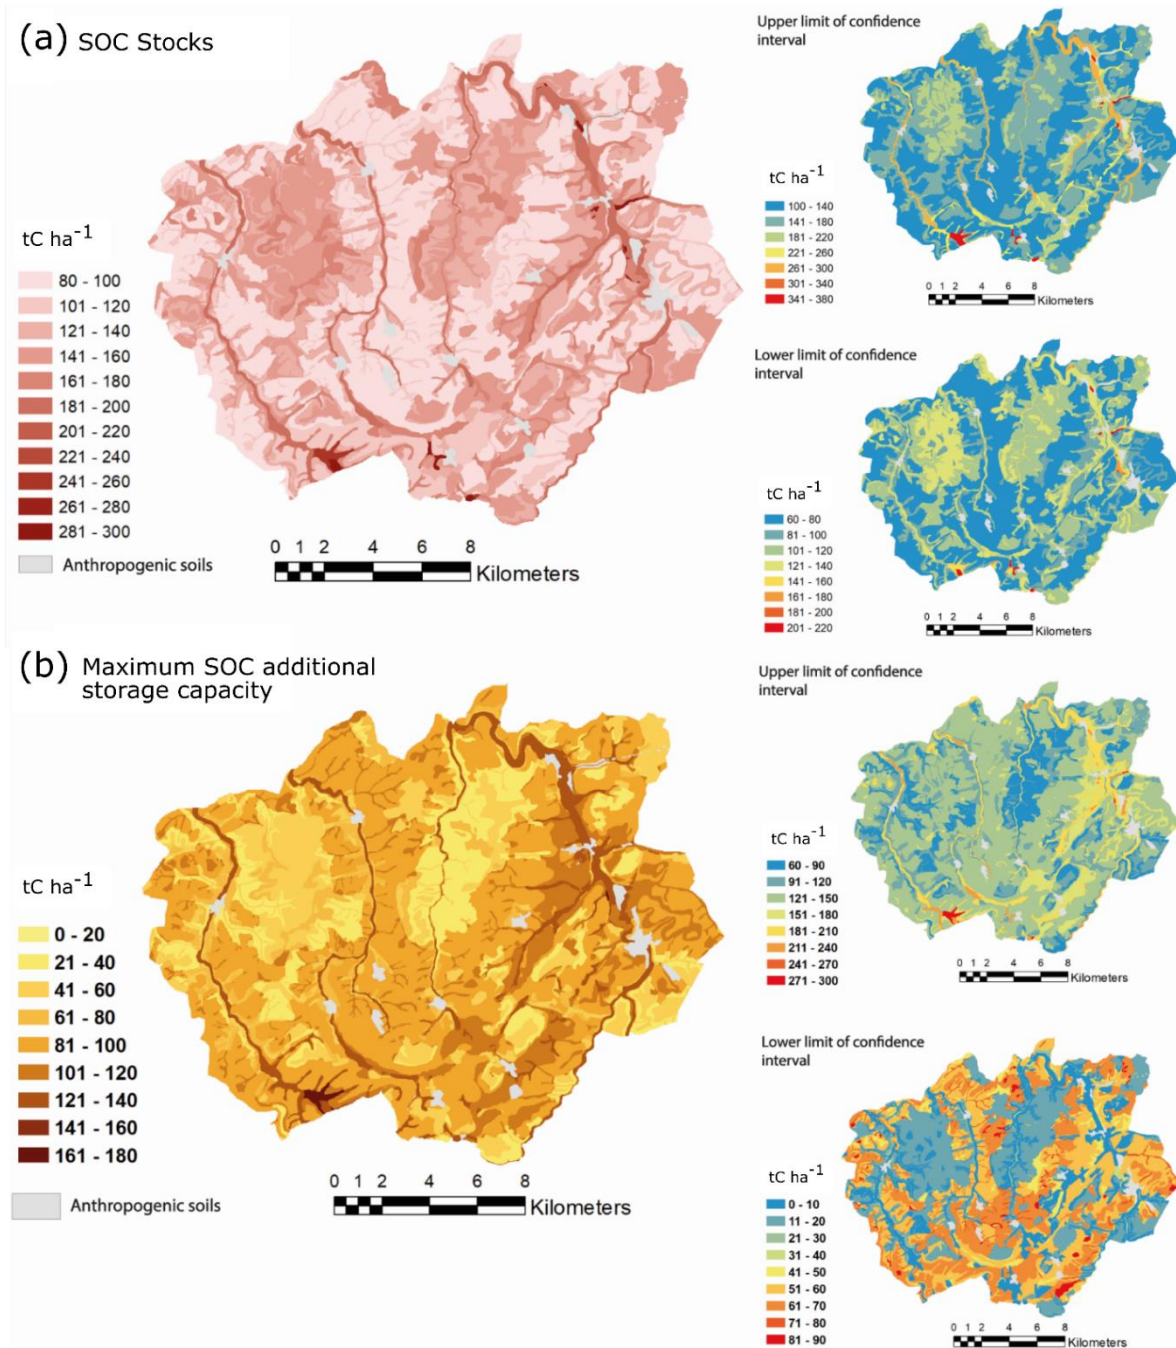 (a) SOC Stocks
tC ha⁻¹
80 - 100
101 - 120
121 - 140
141 - 160
161 - 180
181 - 200
201 - 220
221 - 240
241 - 260
261 - 280
281 - 300
Anthropogenic soils
0 1 2 4 6 8
Kilometers
Upper limit of confidence
interval
tC ha⁻¹
100 - 140
141 - 180
181 - 220
221 - 260
261 - 300
301 - 340
341 - 380
0 1 2 4 6 8
Kilometers
Lower limit of confidence
interval
tC ha⁻¹
60 - 80
81 - 100
101 - 120
121 - 140
141 - 160
161 - 180
181 - 200
201 - 220
0 1 2 4 6 8
Kilometers
(b) Maximum SOC additional
storage capacity
tC ha⁻¹
0 - 20
21 - 40
41 - 60
61 - 80
81 - 100
101 - 120
121 - 140
141 - 160
161 - 180
Anthropogenic soils
0 1 2 4 6 8
Kilometers
Upper limit of confidence
interval
tC ha⁻¹
60 - 90
91 - 120
121 - 150
151 - 180
181 - 210
211 - 240
241 - 270
271 - 300
0 1 2 4 6 8
Kilometers
Lower limit of confidence
interval
tC ha⁻¹
0 - 10
11 - 20
21 - 30
31 - 40
41 - 50
51 - 60
61 - 70
71 - 80
81 - 90
0 1 2 4 6 8
Kilometers